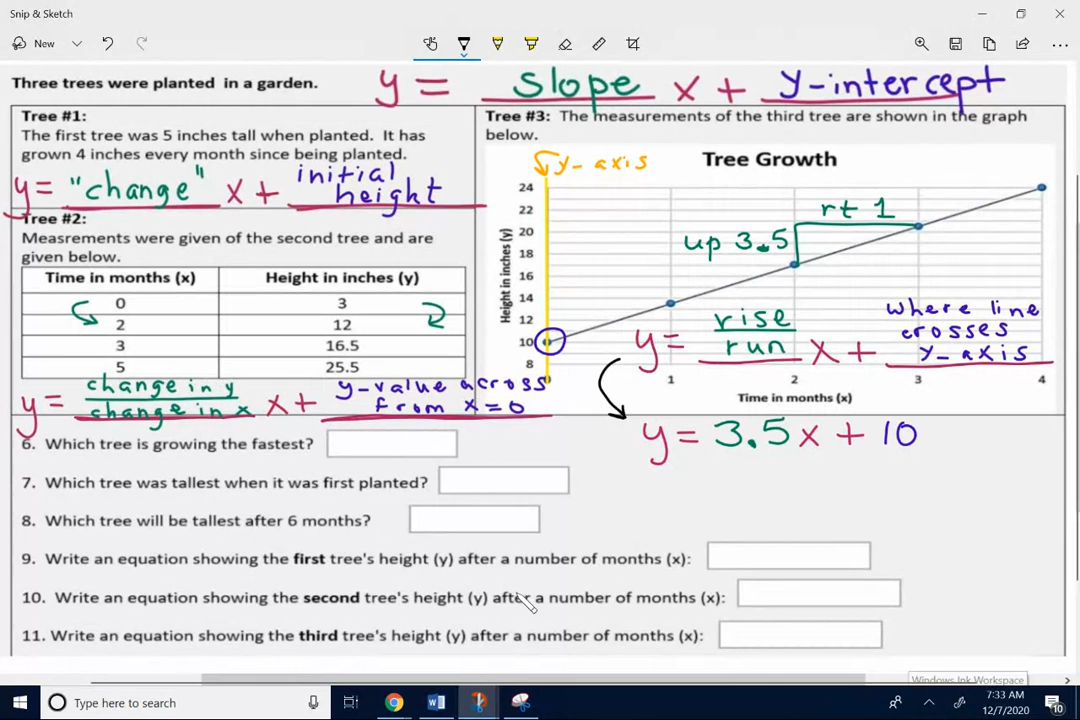 Snip & Sketch
New
Three trees were planted in a garden.
y = slope x + y-intercept
Tree #1:
The first tree was 5 inches tall when planted. It has
grown 4 inches every month since being planted.
y = "change" x + initial height
Tree #2:
Measrements were given of the second tree and are
given below.
Time in months (x) Height in inches (y)
0 3
2 12
3 16.5
5 25.5
y = change in y / change in x x + y-value across from x = 0
Tree #3: The measurements of the third tree are shown in the graph
below.
y-axis
Tree Growth
Height in inches (y)
24
22
20
18
16
14
12
10
8
up 3.5
rt 1
y = rise / run x + where line crosses y-axis
0 1 2 3 4
Time in months (x)
y = 3.5x + 10
6. Which tree is growing the fastest?
7. Which tree was tallest when it was first planted?
8. Which tree will be tallest after 6 months?
9. Write an equation showing the first tree's height (y) after a number of months (x):
10. Write an equation showing the second tree's height (y) after a number of months (x):
11. Write an equation showing the third tree's height (y) after a number of months (x):
Windows Ink Workspace
Type here to search
7:33 AM
12/7/2020
10